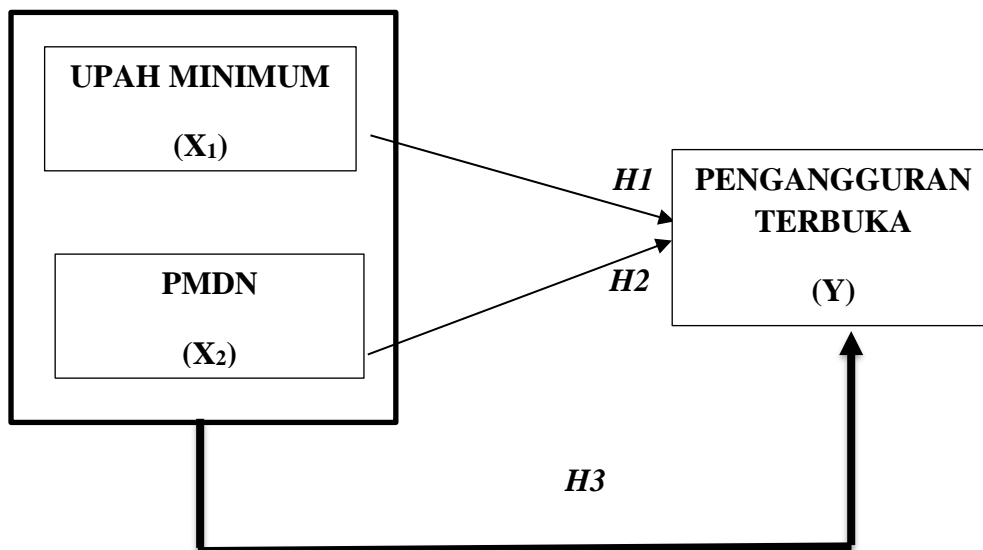 UPAH MINIMUM
(X₁)
PMDN
(X₂)
H1
H2
PENGANGGURAN
TERBUKA
(Y)
H3